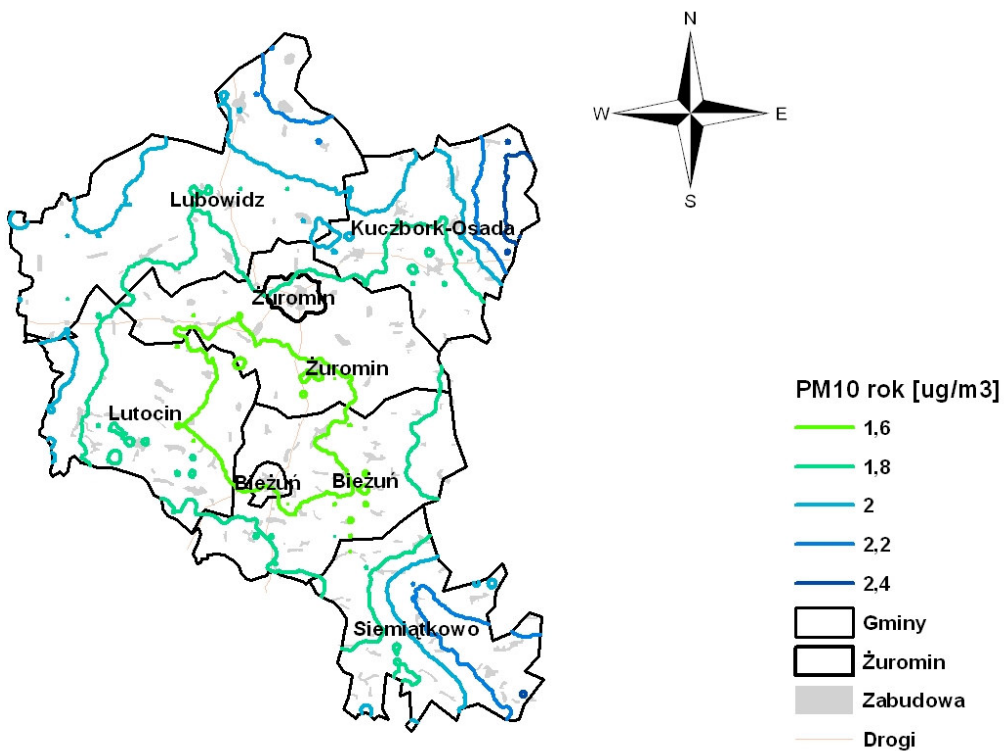 N
W
E
S
Lubowidz
Kuczbork-Osada
Żuromin
Żuromin
Lutocin
Bieżuń
Bieżuń
Siemiątkowo
PM10 rok [ug/m3]
1,6
1,8
2
2,2
2,4
Gminy
Żuromin
Zabudowa
Drogi